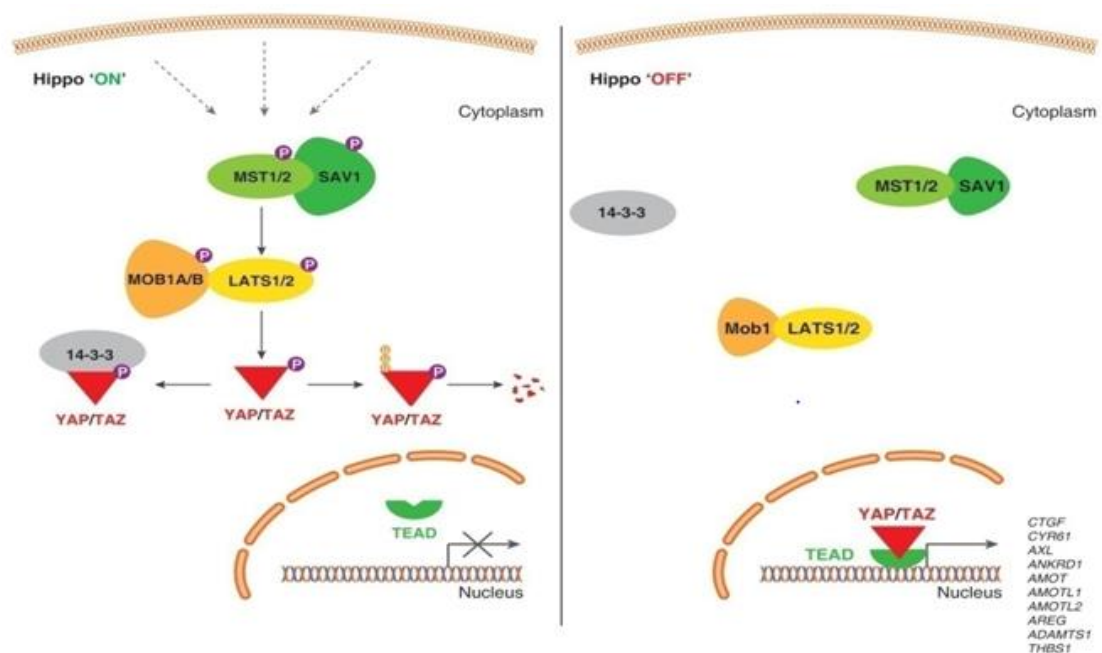 Hippo 'ON'
Cytoplasm
P
P
MST1/2
SAV1
P
P
MOB1A/B
LATS1/2
14-3-3
P
P
P
YAP/TAZ
YAP/TAZ
YAP/TAZ
TEAD
Nucleus
Hippo 'OFF'
Cytoplasm
MST1/2
SAV1
14-3-3
Mob1
LATS1/2
YAP/TAZ
TEAD
Nucleus
CTGF
CYR61
AXL
ANKRD1
AMOT
AMOTL1
AMOTL2
AREG
ADAMTS1
THBS1